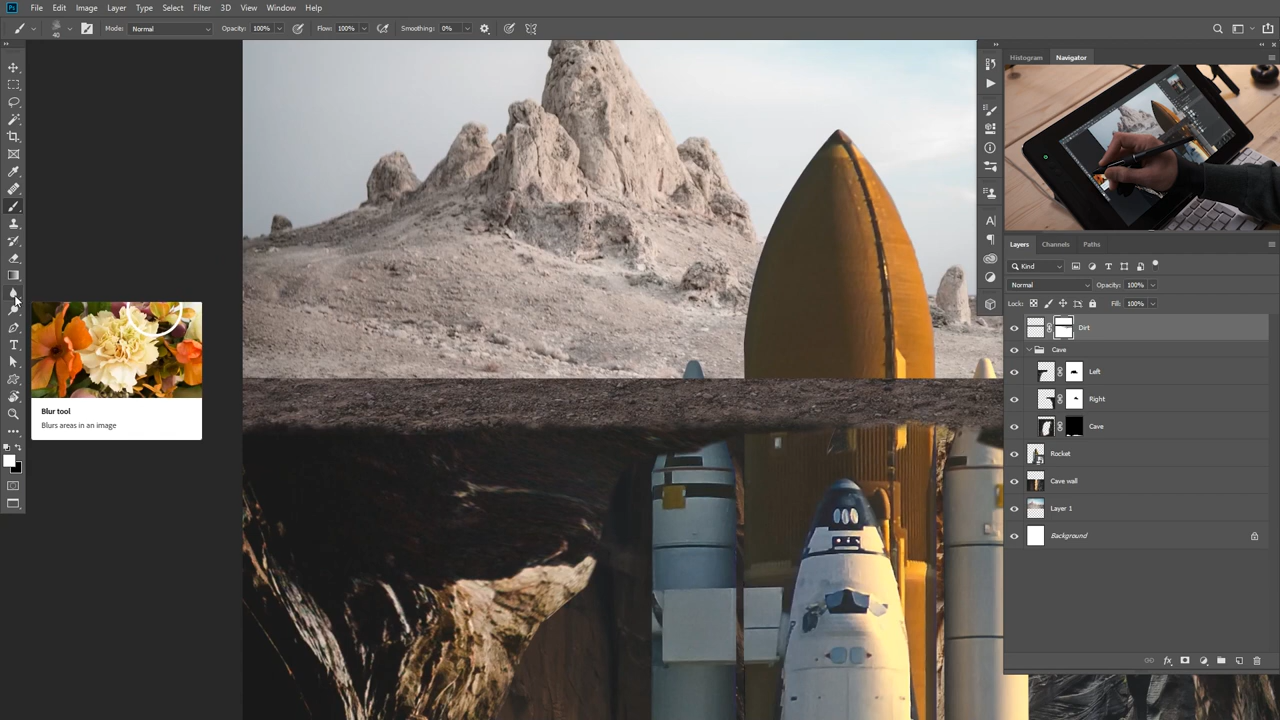 Ps File Edit Image Layer Type Select Filter 3D View Window Help
40 Mode: Normal Opacity: 100% Flow: 100% Smoothing: 0%
Histogram Navigator
Layers Channels Paths
Kind
Normal Opacity: 100%
Lock: Fill: 100%
Dirt
Cave
Left
Right
Cave
Rocket
Cave wall
Layer 1
Background
Blur tool
Blurs areas in an image